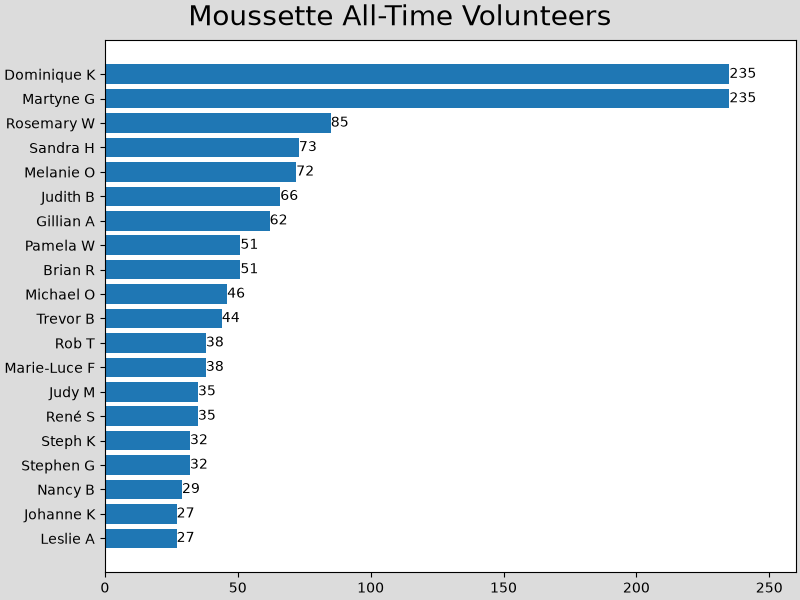 Moussette All-Time Volunteers
Dominique K 235
Martyne G 235
Rosemary W 85
Sandra H 73
Melanie O 72
Judith B 66
Gillian A 62
Pamela W 51
Brian R 51
Michael O 46
Trevor B 44
Rob T 38
Marie-Luce F 38
Judy M 35
René S 35
Steph K 32
Stephen G 32
Nancy B 29
Johanne K 27
Leslie A 27
0 50 100 150 200 250